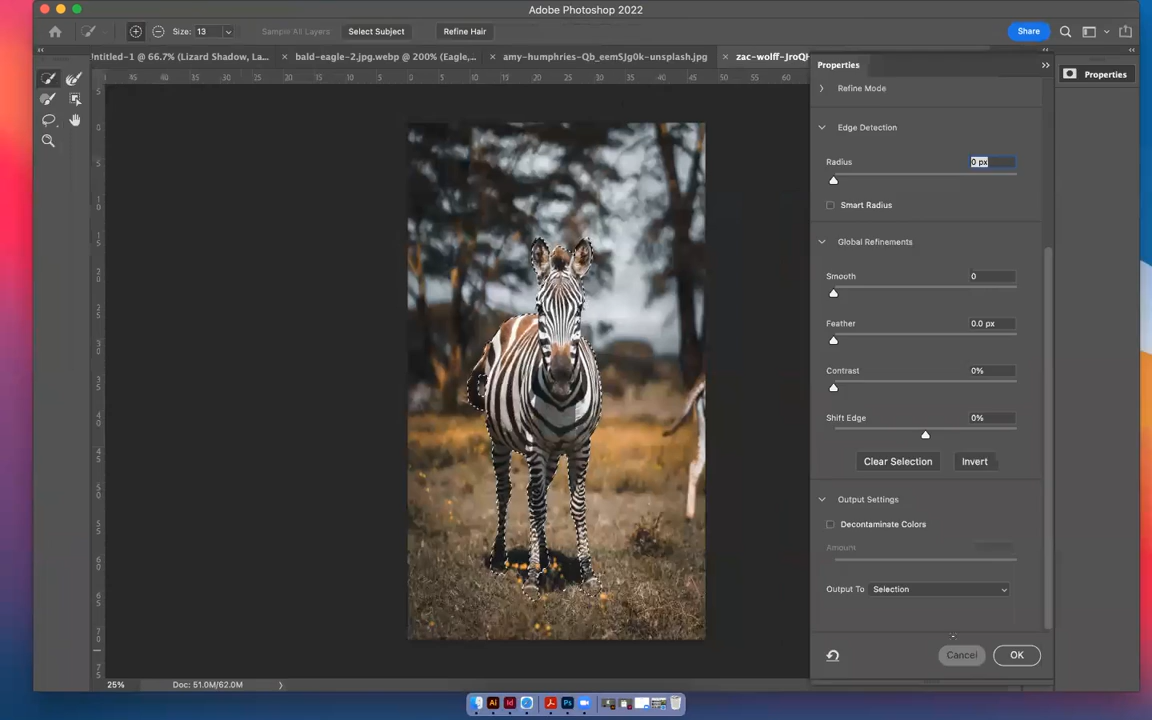 Adobe Photoshop 2022
Size: 13 Sample All Layers Select Subject Refine Hair Share
Untitled-1 @ 66.7% (Lizard Shadow, La... bald-eagle-2.jpg.webp @ 200% (Eagle,... amy-humphries-Qb_eemSJg0k-unsplash.jpg zac-wolff-JroQH
Properties
Properties
Refine Mode
Edge Detection
Radius 0 px
Smart Radius
Global Refinements
Smooth 0
Feather 0.0 px
Contrast 0%
Shift Edge 0%
Clear Selection Invert
Output Settings
Decontaminate Colors
Amount
Output To Selection
Cancel OK
25% Doc: 51.0M/62.0M